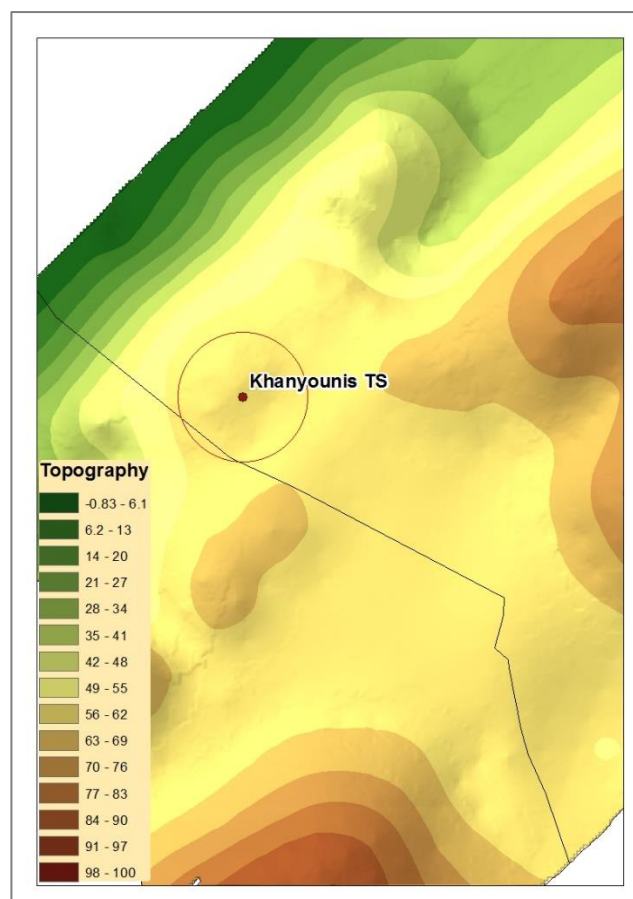 Khanyounis TS
Topography
-0.83 - 6.1
6.2 - 13
14 - 20
21 - 27
28 - 34
35 - 41
42 - 48
49 - 55
56 - 62
63 - 69
70 - 76
77 - 83
84 - 90
91 - 97
98 - 100